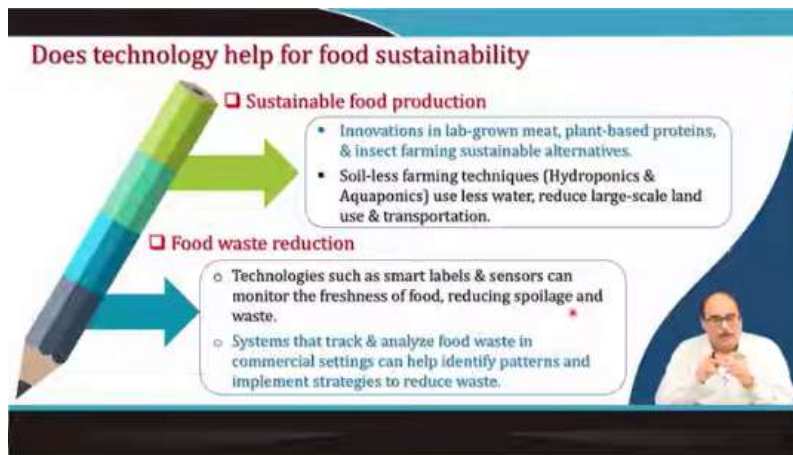 Does technology help for food sustainability
❑ Sustainable food production
• Innovations in lab-grown meat, plant-based proteins,
& insect farming sustainable alternatives.
▪ Soil-less farming techniques (Hydroponics &
Aquaponics) use less water, reduce large-scale land
use & transportation.
❑ Food waste reduction
o Technologies such as smart labels & sensors can
monitor the freshness of food, reducing spoilage and
waste.
o Systems that track & analyze food waste in
commercial settings can help identify patterns and
implement strategies to reduce waste.